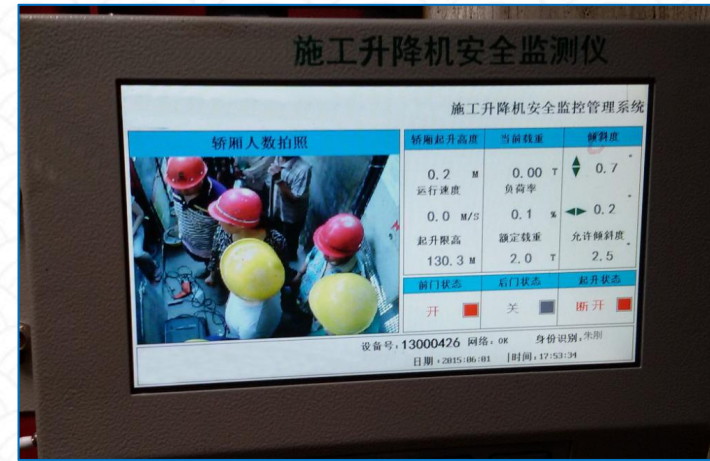 施工升降机安全监测仪
施工升降机安全监控管理系统
轿厢人数拍照
轿厢起升高度 当前载重 倾斜度
0.2 M 0.00 T 0.7
运行速度 负荷率
0.0 M/S 0.1 % 0.2
起升限高 额定载重 允许倾斜度
130.3 M 2.0 T 2.5
前门状态 后门状态 起升状态
开 关 断开
设备号:13000426 网络:OK 身份识别:朱刚
日期:2015:06:01 |时间:17:53:34